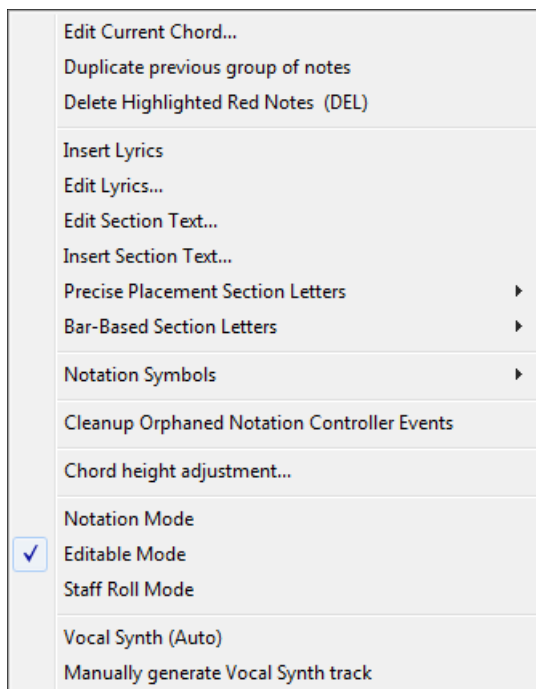 Edit Current Chord...
Duplicate previous group of notes
Delete Highlighted Red Notes  (DEL)
Insert Lyrics
Edit Lyrics...
Edit Section Text...
Insert Section Text...
Precise Placement Section Letters
Bar-Based Section Letters
Notation Symbols
Cleanup Orphaned Notation Controller Events
Chord height adjustment...
Notation Mode
Editable Mode
Staff Roll Mode
Vocal Synth (Auto)
Manually generate Vocal Synth track